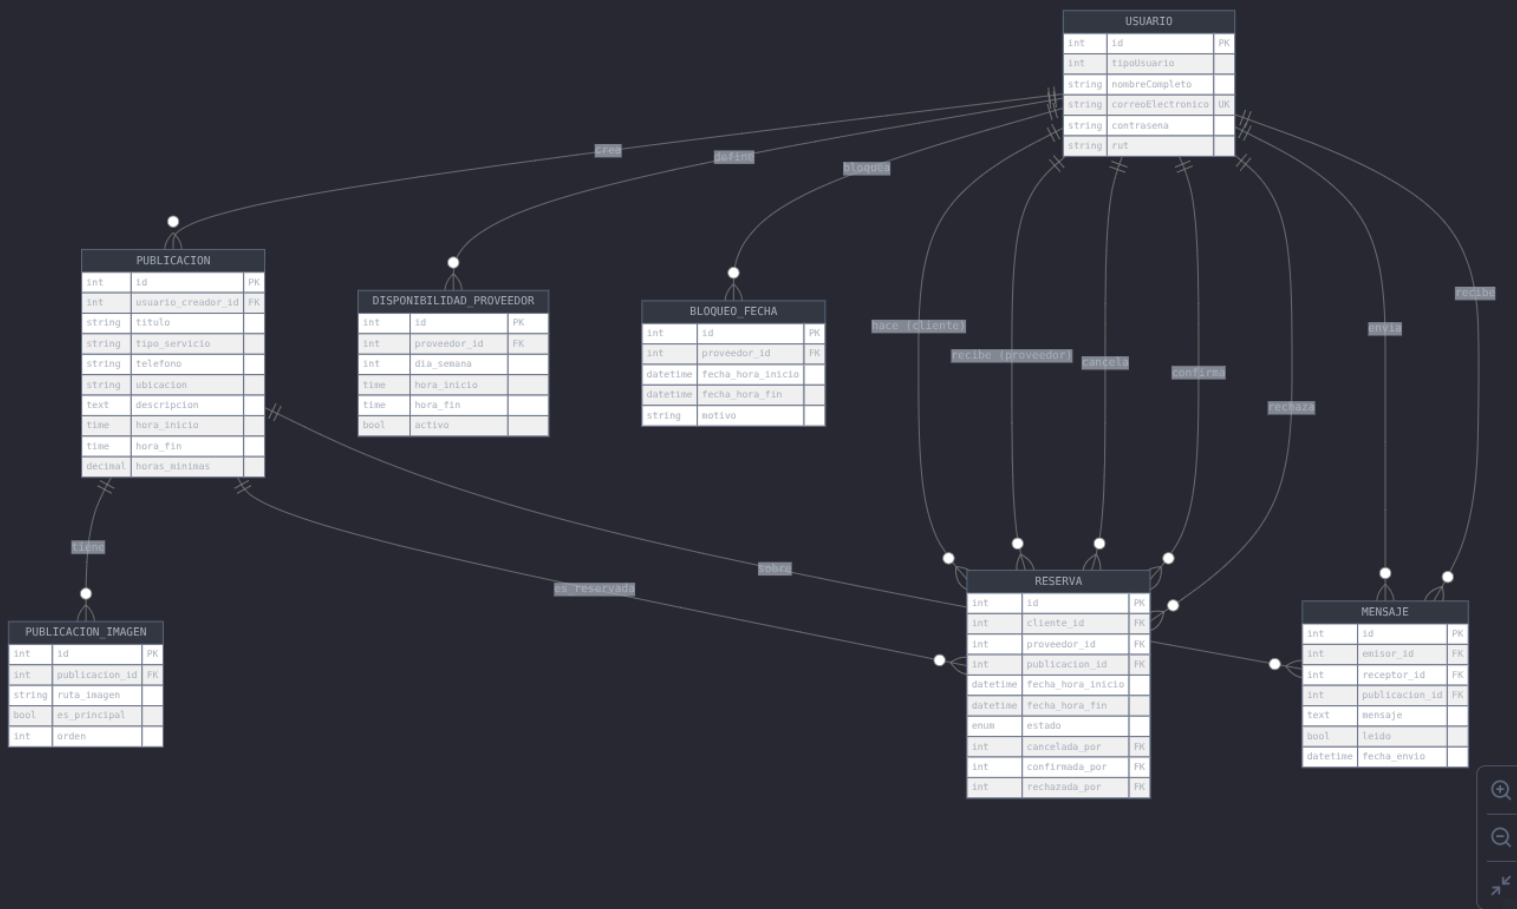 USUARIO
int id PK
int tipoUsuario
string nombreCompleto
string correoElectronico UK
string contrasena
string rut
crea
define
bloquea
PUBLICACION
int id PK
int usuario_creador_id FK
string titulo
string tipo_servicio
string telefono
string ubicacion
text descripcion
time hora_inicio
time hora_fin
decimal horas_minimas
DISPONIBILIDAD_PROVEEDOR
int id PK
int proveedor_id FK
int dia_semana
time hora_inicio
time hora_fin
bool activo
BLOQUEO_FECHA
int id PK
int proveedor_id FK
datetime fecha_hora_inicio
datetime fecha_hora_fin
string motivo
hace (cliente)
recibe (proveedor)
cancela
confirma
rechaza
envia
recibe
tiene
es_reservada
sobre
PUBLICACION_IMAGEN
int id PK
int publicacion_id FK
string ruta_imagen
bool es_principal
int orden
RESERVA
int id PK
int cliente_id FK
int proveedor_id FK
int publicacion_id FK
datetime fecha_hora_inicio
datetime fecha_hora_fin
enum estado
int cancelada_por FK
int confirmada_por FK
int rechazada_por FK
MENSAJE
int id PK
int emisor_id FK
int receptor_id FK
int publicacion_id FK
text mensaje
bool leido
datetime fecha_envio